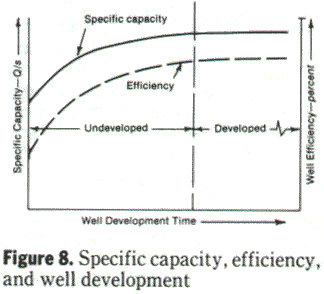 Specific capacity
Specific Capacity—Q/s
Efficiency
Well Efficiency—percent
Undeveloped
Developed
Well Development Time
Figure 8. Specific capacity, efficiency,
and well development